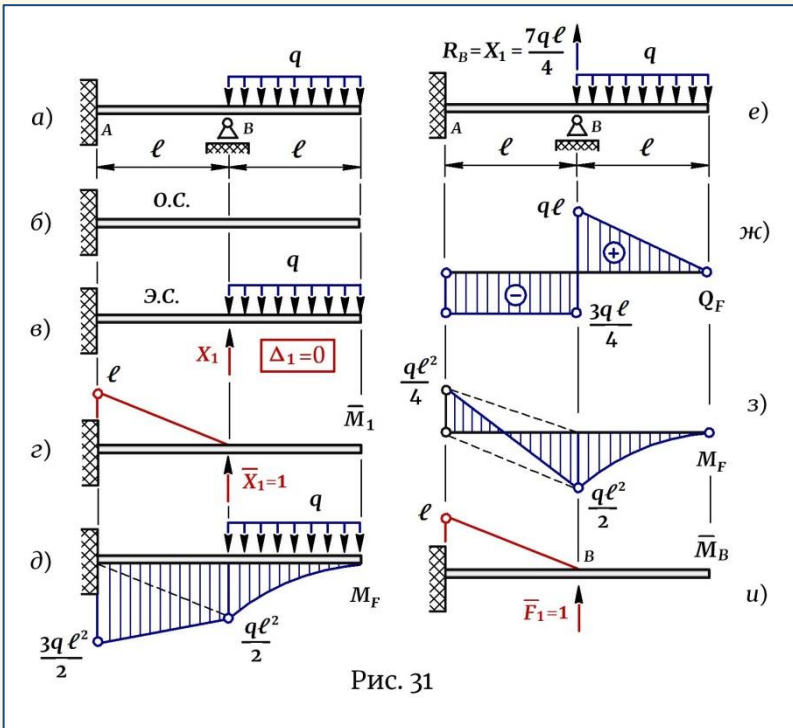 а)
q
A
B
ℓ
ℓ
б)
О.С.
в)
Э.С.
q
X₁
Δ₁=0
г)
ℓ
M̅₁
X̅₁=1
д)
q
M_F
3qℓ²/2
qℓ²/2
R_B=X₁=7qℓ/4
q
A
B
е)
ℓ
ℓ
qℓ
ж)
+
−
Q_F
3qℓ/4
qℓ²/4
з)
M_F
qℓ²/2
ℓ
B
M̅_B
F̅₁=1
и)
Рис. 31